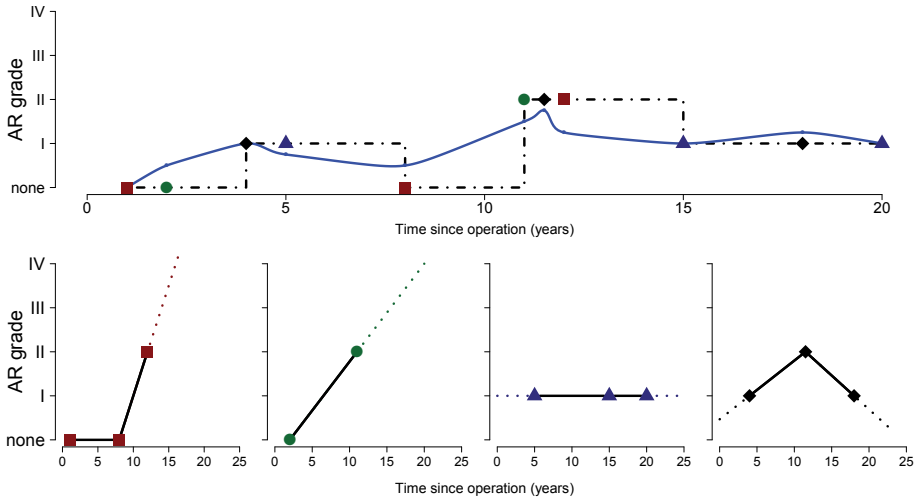 IV
III
II
I
none
AR grade
0 5 10 15 20
Time since operation (years)
IV
III
II
I
none
AR grade
0 5 10 15 20 25 0 5 10 15 20 25 0 5 10 15 20 25 0 5 10 15 20 25
Time since operation (years)